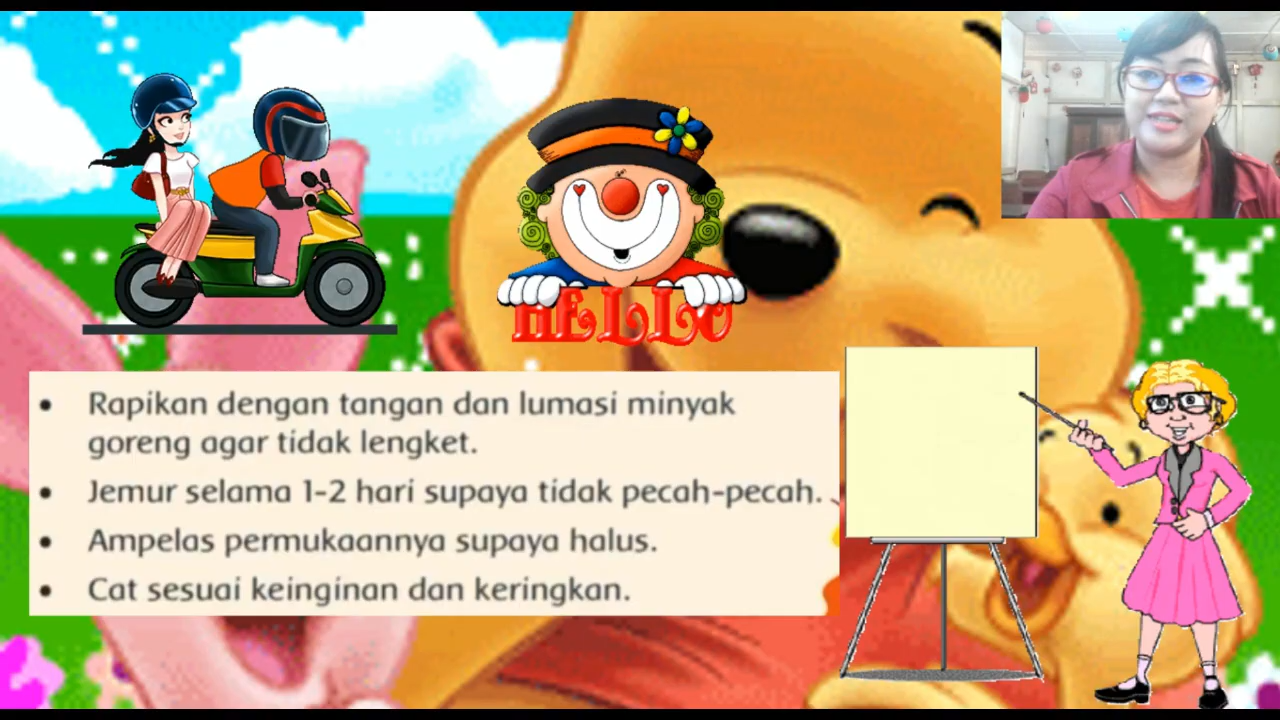 HELLO
• Rapikan dengan tangan dan lumasi minyak
goreng agar tidak lengket.
• Jemur selama 1-2 hari supaya tidak pecah-pecah.
• Ampelas permukaannya supaya halus.
• Cat sesuai keinginan dan keringkan.